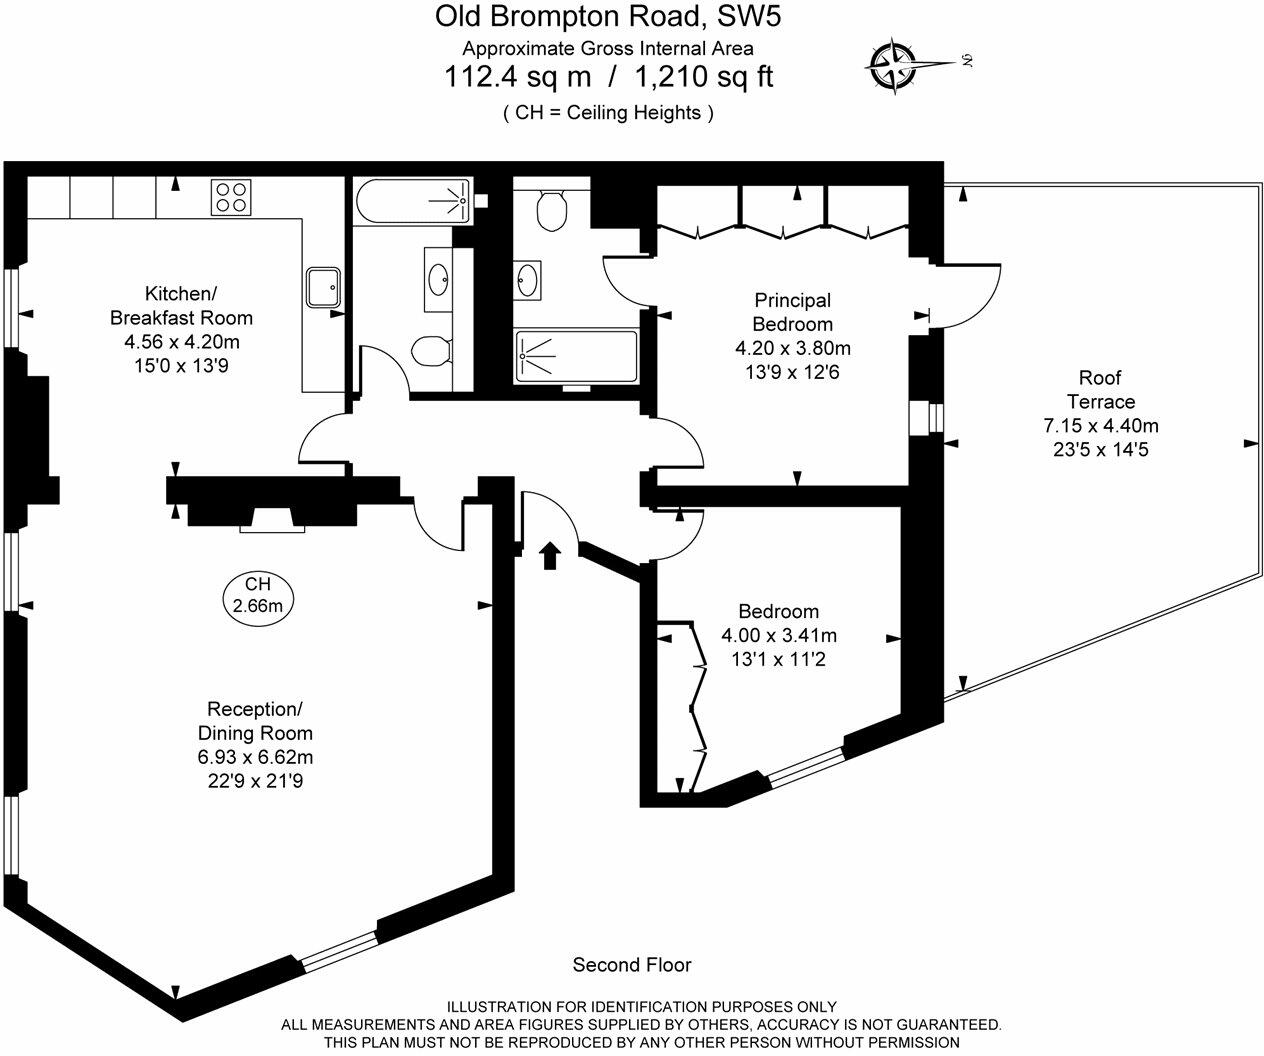 Old Brompton Road, SW5
Approximate Gross Internal Area
112.4 sq m / 1,210 sq ft
( CH = Ceiling Heights )
N
Kitchen/
Breakfast Room
4.56 x 4.20m
15'0 x 13'9
Principal
Bedroom
4.20 x 3.80m
13'9 x 12'6
Roof
Terrace
7.15 x 4.40m
23'5 x 14'5
CH
2.66m
Bedroom
4.00 x 3.41m
13'1 x 11'2
Reception/
Dining Room
6.93 x 6.62m
22'9 x 21'9
Second Floor
ILLUSTRATION FOR IDENTIFICATION PURPOSES ONLY
ALL MEASUREMENTS AND AREA FIGURES SUPPLIED BY OTHERS, ACCURACY IS NOT GUARANTEED.
THIS PLAN MUST NOT BE REPRODUCED BY ANY OTHER PERSON WITHOUT PERMISSION